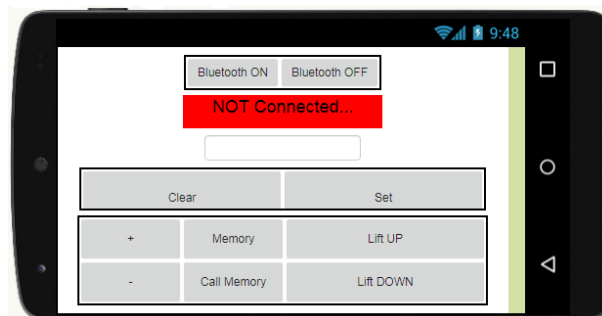 9:48
Bluetooth ON Bluetooth OFF
NOT Connected...
Clear Set
+ Memory Lift UP
- Call Memory Lift DOWN